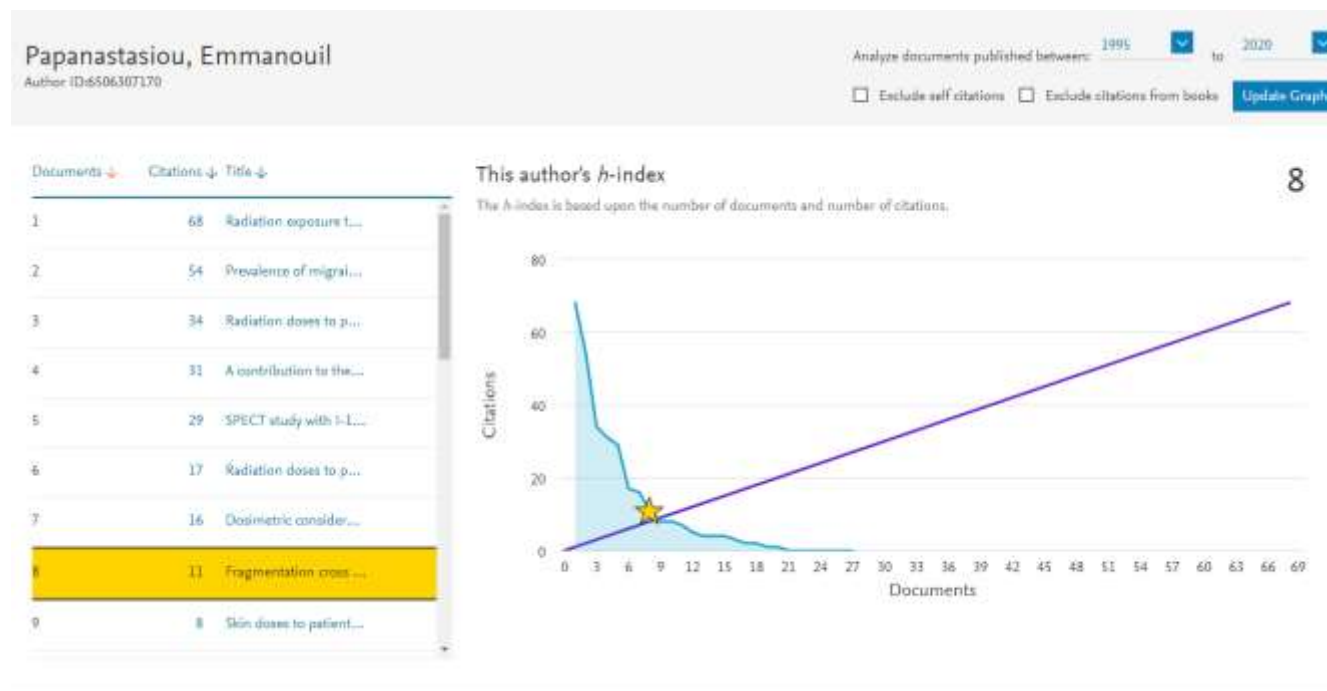 Papanastasiou, Emmanouil
Author ID:6506307170
Analyze documents published between: 1995 to 2020
Exclude self citations Exclude citations from books Update Graph
Documents Citations Title
1 68 Radiation exposure t....
2 54 Prevalence of migrai....
3 34 Radiation doses to p....
4 31 A contribution to the....
5 29 SPECT study with I-1....
6 17 Radiation doses to p....
7 16 Dosimetric consider....
8 11 Fragmentation cross ....
9 8 Skin doses to patient....
This author's h-index
8
The h-index is based upon the number of documents and number of citations.
80
60
40
20
0
Citations
0 3 6 9 12 15 18 21 24 27 30 33 36 39 42 45 48 51 54 57 60 63 66 69
Documents